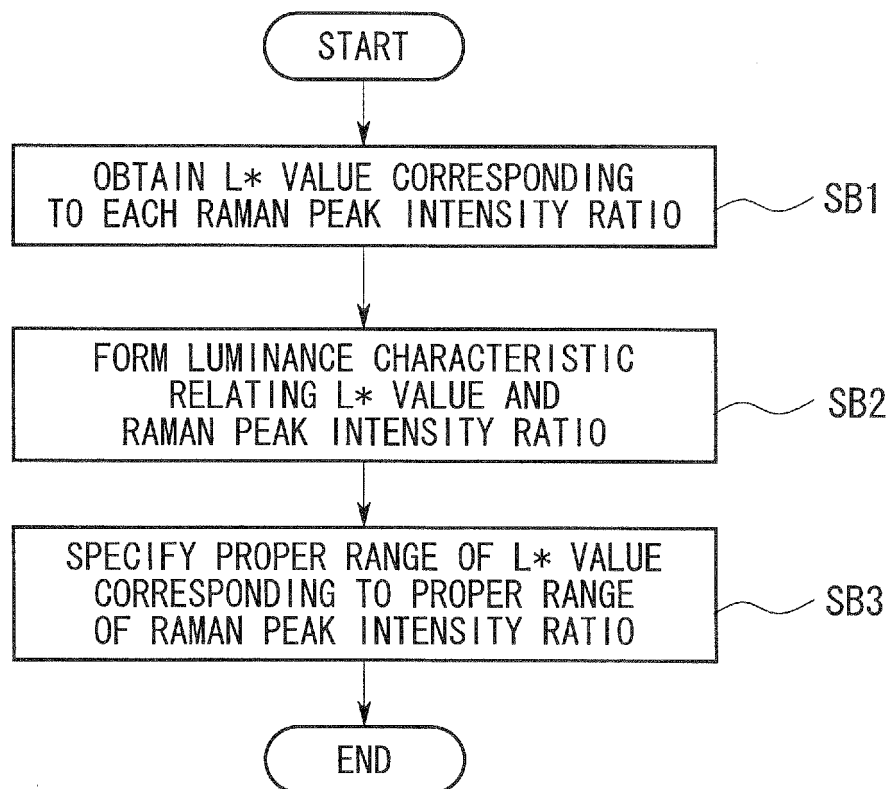 START
OBTAIN L* VALUE CORRESPONDING
TO EACH RAMAN PEAK INTENSITY RATIO
SB1
FORM LUMINANCE CHARACTERISTIC
RELATING L* VALUE AND
RAMAN PEAK INTENSITY RATIO
SB2
SPECIFY PROPER RANGE OF L* VALUE
CORRESPONDING TO PROPER RANGE
OF RAMAN PEAK INTENSITY RATIO
SB3
END